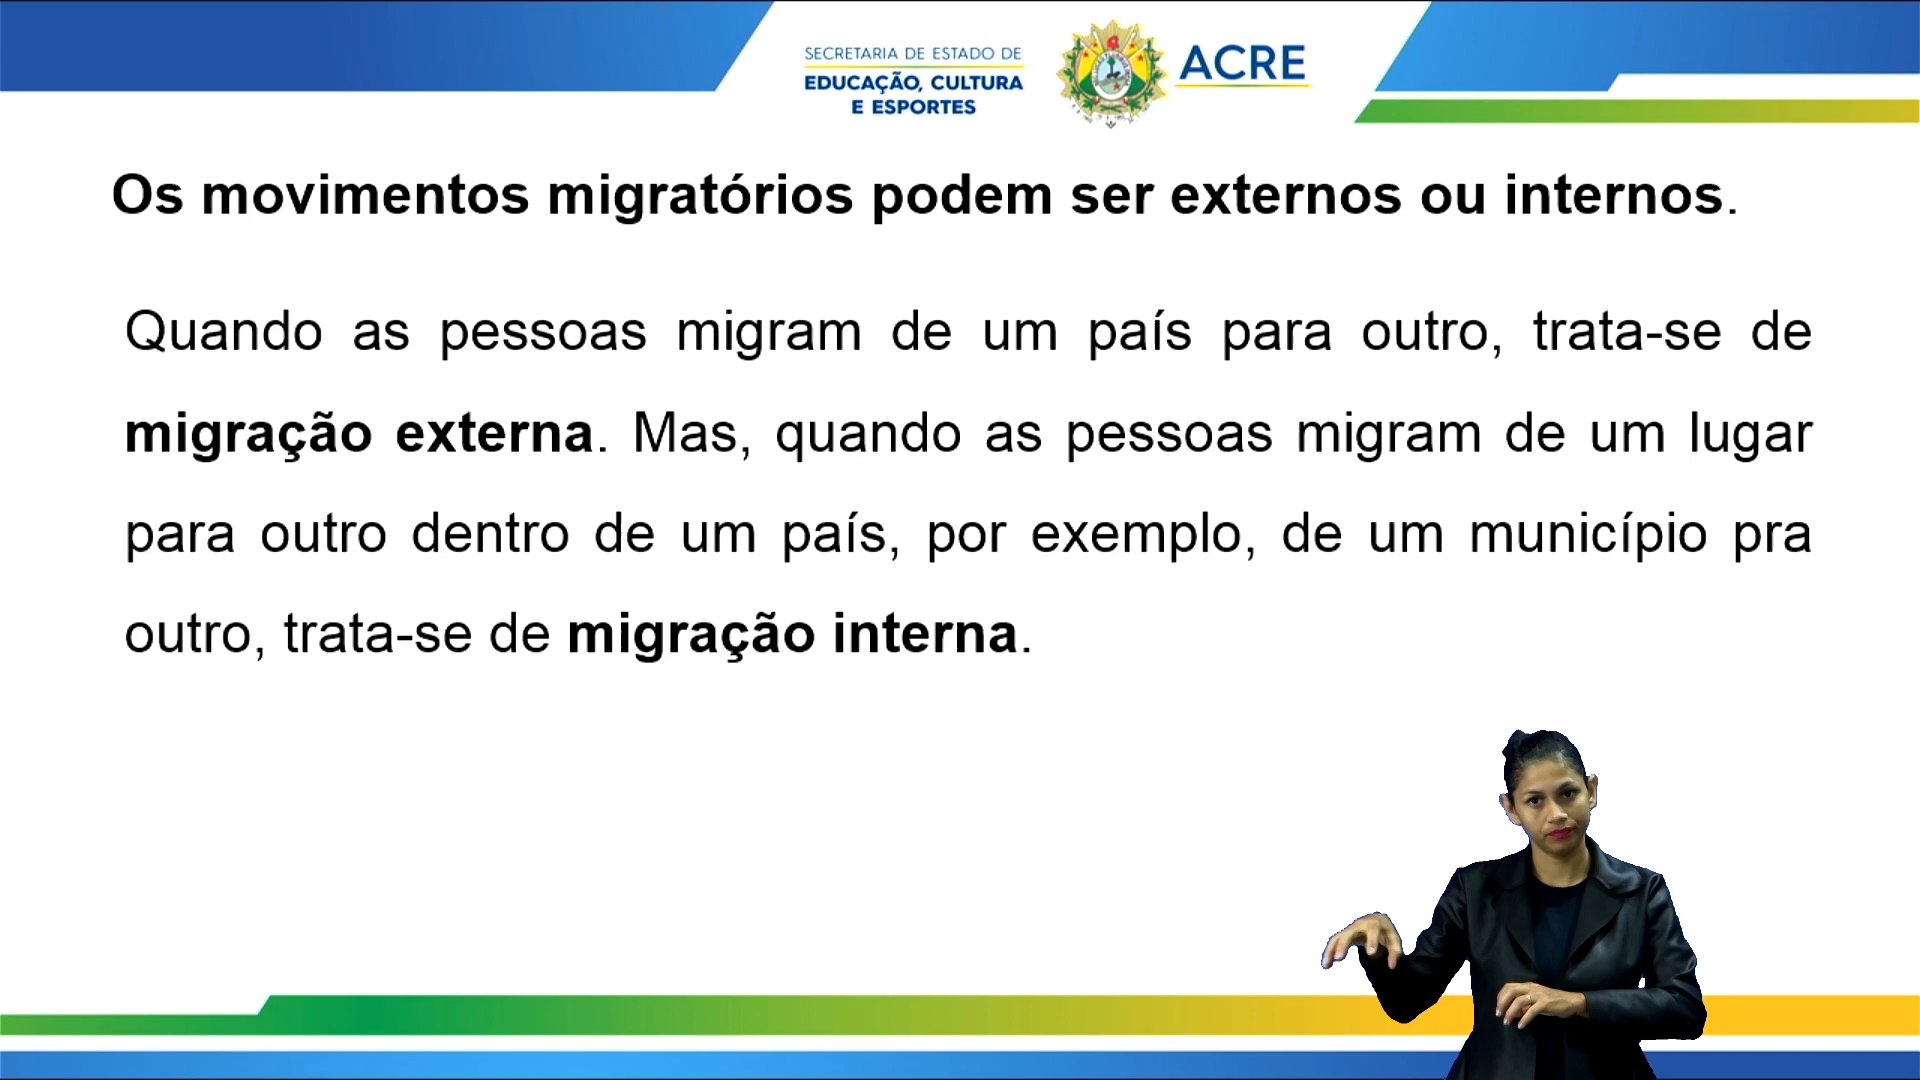 SECRETARIA DE ESTADO DE
EDUCAÇÃO, CULTURA
E ESPORTES
ACRE
Os movimentos migratórios podem ser externos ou internos.
Quando as pessoas migram de um país para outro, trata-se de
migração externa. Mas, quando as pessoas migram de um lugar
para outro dentro de um país, por exemplo, de um município pra
outro, trata-se de migração interna.